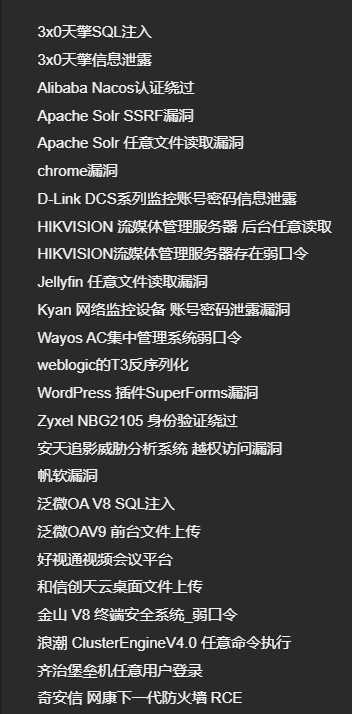 3x0天擎SQL注入
3x0天擎信息泄露
Alibaba Nacos认证绕过
Apache Solr SSRF漏洞
Apache Solr 任意文件读取漏洞
chrome漏洞
D-Link DCS系列监控账号密码信息泄露
HIKVISION 流媒体管理服务器 后台任意读取
HIKVISION流媒体管理服务器存在弱口令
Jellyfin 任意文件读取漏洞
Kyan 网络监控设备 账号密码泄露漏洞
Wayos AC集中管理系统弱口令
weblogic的T3反序列化
WordPress 插件SuperForms漏洞
Zyxel NBG2105 身份验证绕过
安天追影威胁分析系统 越权访问漏洞
帆软漏洞
泛微OA V8 SQL注入
泛微OAV9 前台文件上传
好视通视频会议平台
和信创天云桌面文件上传
金山 V8 终端安全系统_弱口令
浪潮 ClusterEngineV4.0 任意命令执行
齐治堡垒机任意用户登录
奇安信 网康下一代防火墙 RCE